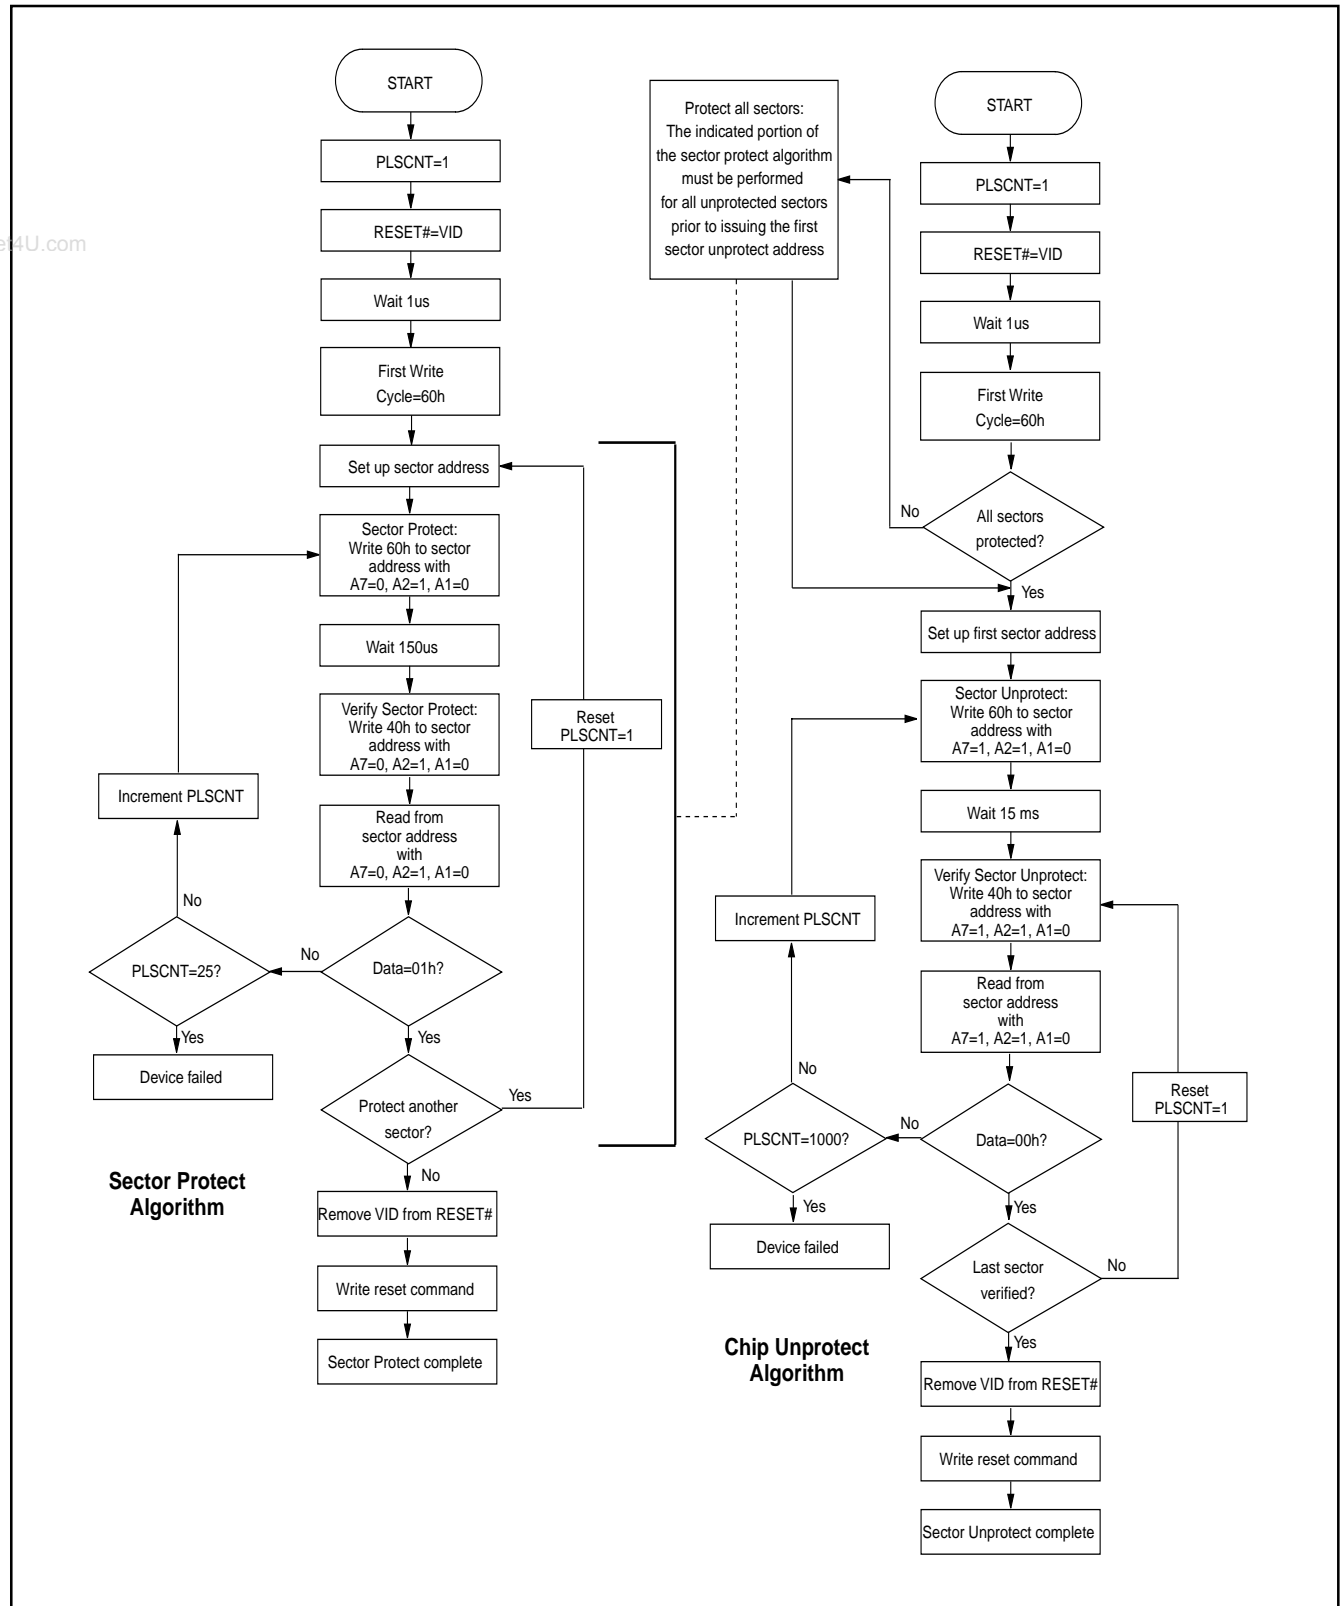 et4U.com
START
PLSCNT=1
RESET#=VID
Wait 1us
First Write
Cycle=60h
Set up sector address
Sector Protect:
Write 60h to sector
address with
A7=0, A2=1, A1=0
Wait 150us
Verify Sector Protect:
Write 40h to sector
address with
A7=0, A2=1, A1=0
Read from
sector address
with
A7=0, A2=1, A1=0
Data=01h?
No
PLSCNT=25?
No
Increment PLSCNT
Yes
Device failed
Yes
Protect another
sector?
Yes
Reset
PLSCNT=1
No
Remove VID from RESET#
Write reset command
Sector Protect complete
Sector Protect
Algorithm
Protect all sectors:
The indicated portion of
the sector protect algorithm
must be performed
for all unprotected sectors
prior to issuing the first
sector unprotect address
START
PLSCNT=1
RESET#=VID
Wait 1us
First Write
Cycle=60h
All sectors
protected?
No
Yes
Set up first sector address
Sector Unprotect:
Write 60h to sector
address with
A7=1, A2=1, A1=0
Wait 15 ms
Verify Sector Unprotect:
Write 40h to sector
address with
A7=1, A2=1, A1=0
Read from
sector address
with
A7=1, A2=1, A1=0
Data=00h?
No
PLSCNT=1000?
No
Increment PLSCNT
Yes
Device failed
Yes
Last sector
verified?
No
Reset
PLSCNT=1
Yes
Remove VID from RESET#
Write reset command
Sector Unprotect complete
Chip Unprotect
Algorithm